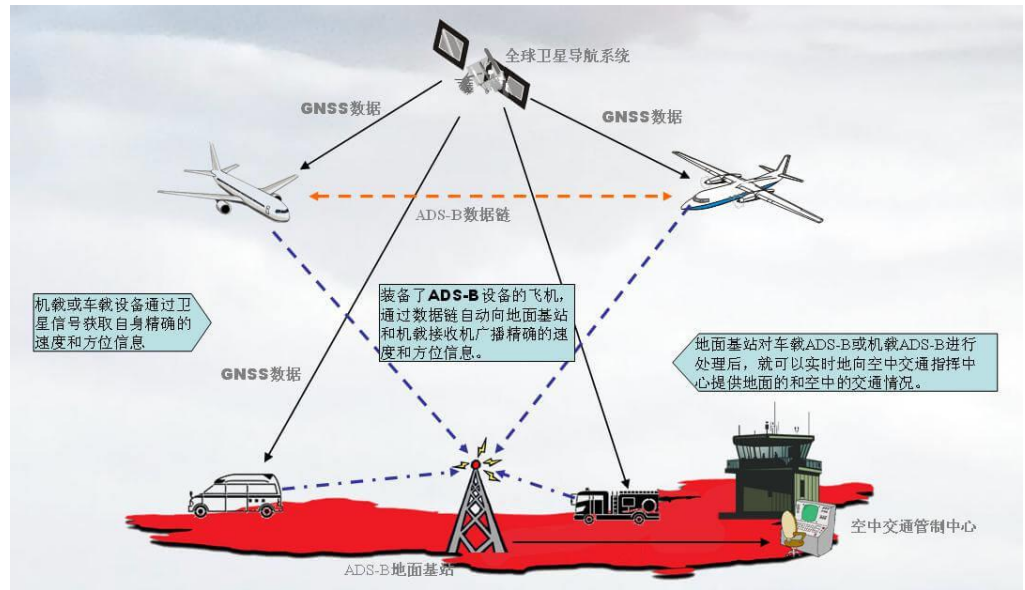 全球卫星导航系统
GNSS数据
GNSS数据
ADS-B数据链
机载或车载设备通过卫
星信号获取自身精确的
速度和方位信息
装备了ADS-B设备的飞机,
通过数据链自动向地面基站
和机载接收机广播精确的速
度和方位信息。
地面基站对车载ADS-B或机载ADS-B进行
处理后，就可以实时地向空中交通指挥中
心提供地面的和空中的交通情况。
GNSS数据
空中交通管制中心
ADS-B地面基站